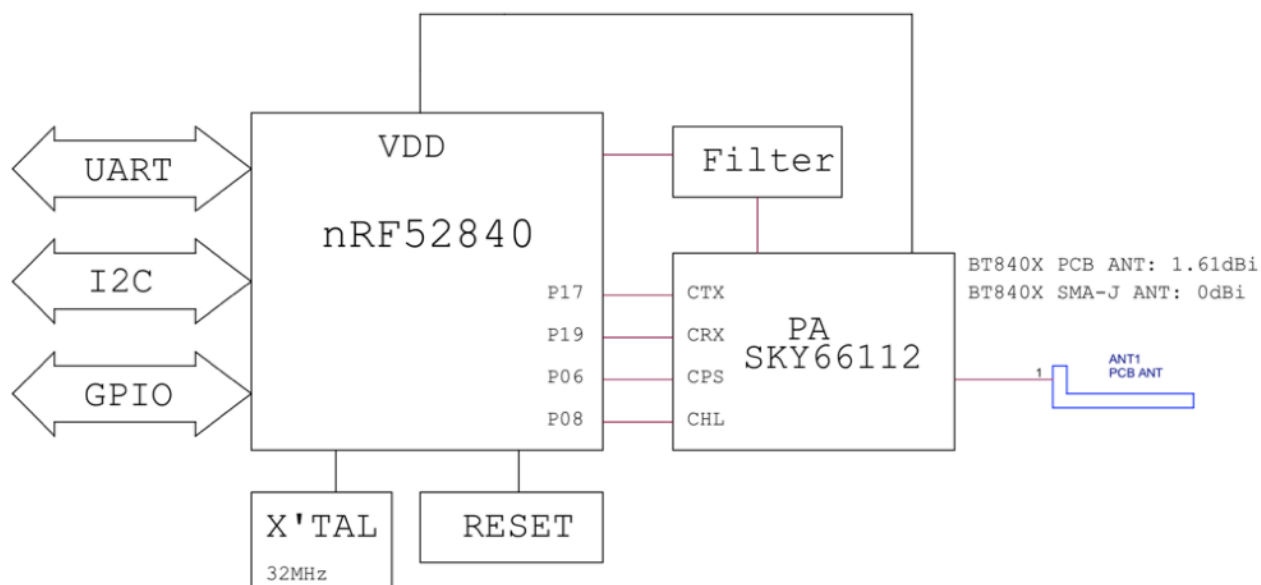 UART
I2C
GPIO
VDD
nRF52840
P17
P19
P06
P08
X'TAL
32MHz
RESET
Filter
CTX
CRX
CPS
CHL
PA
SKY66112
BT840X PCB ANT: 1.61dBi
BT840X SMA-J ANT: 0dBi
1
ANT1
PCB ANT